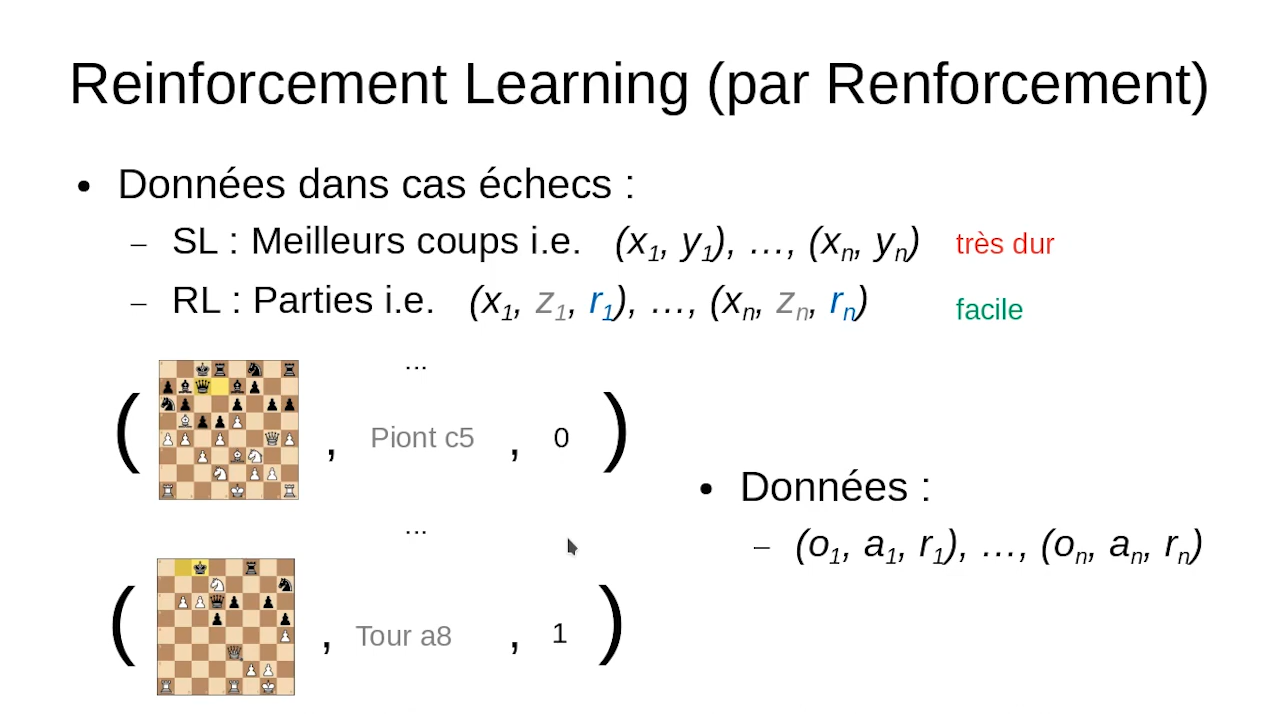 Reinforcement Learning (par Renforcement)
• Données dans cas échecs :
– SL : Meilleurs coups i.e. (x1, y1), …, (xn, yn) très dur
– RL : Parties i.e. (x1, z1, r1), …, (xn, zn, rn) facile
...
( , Piont c5 , 0 )
• Données :
...
– (o1, a1, r1), …, (on, an, rn)
( , Tour a8 , 1 )